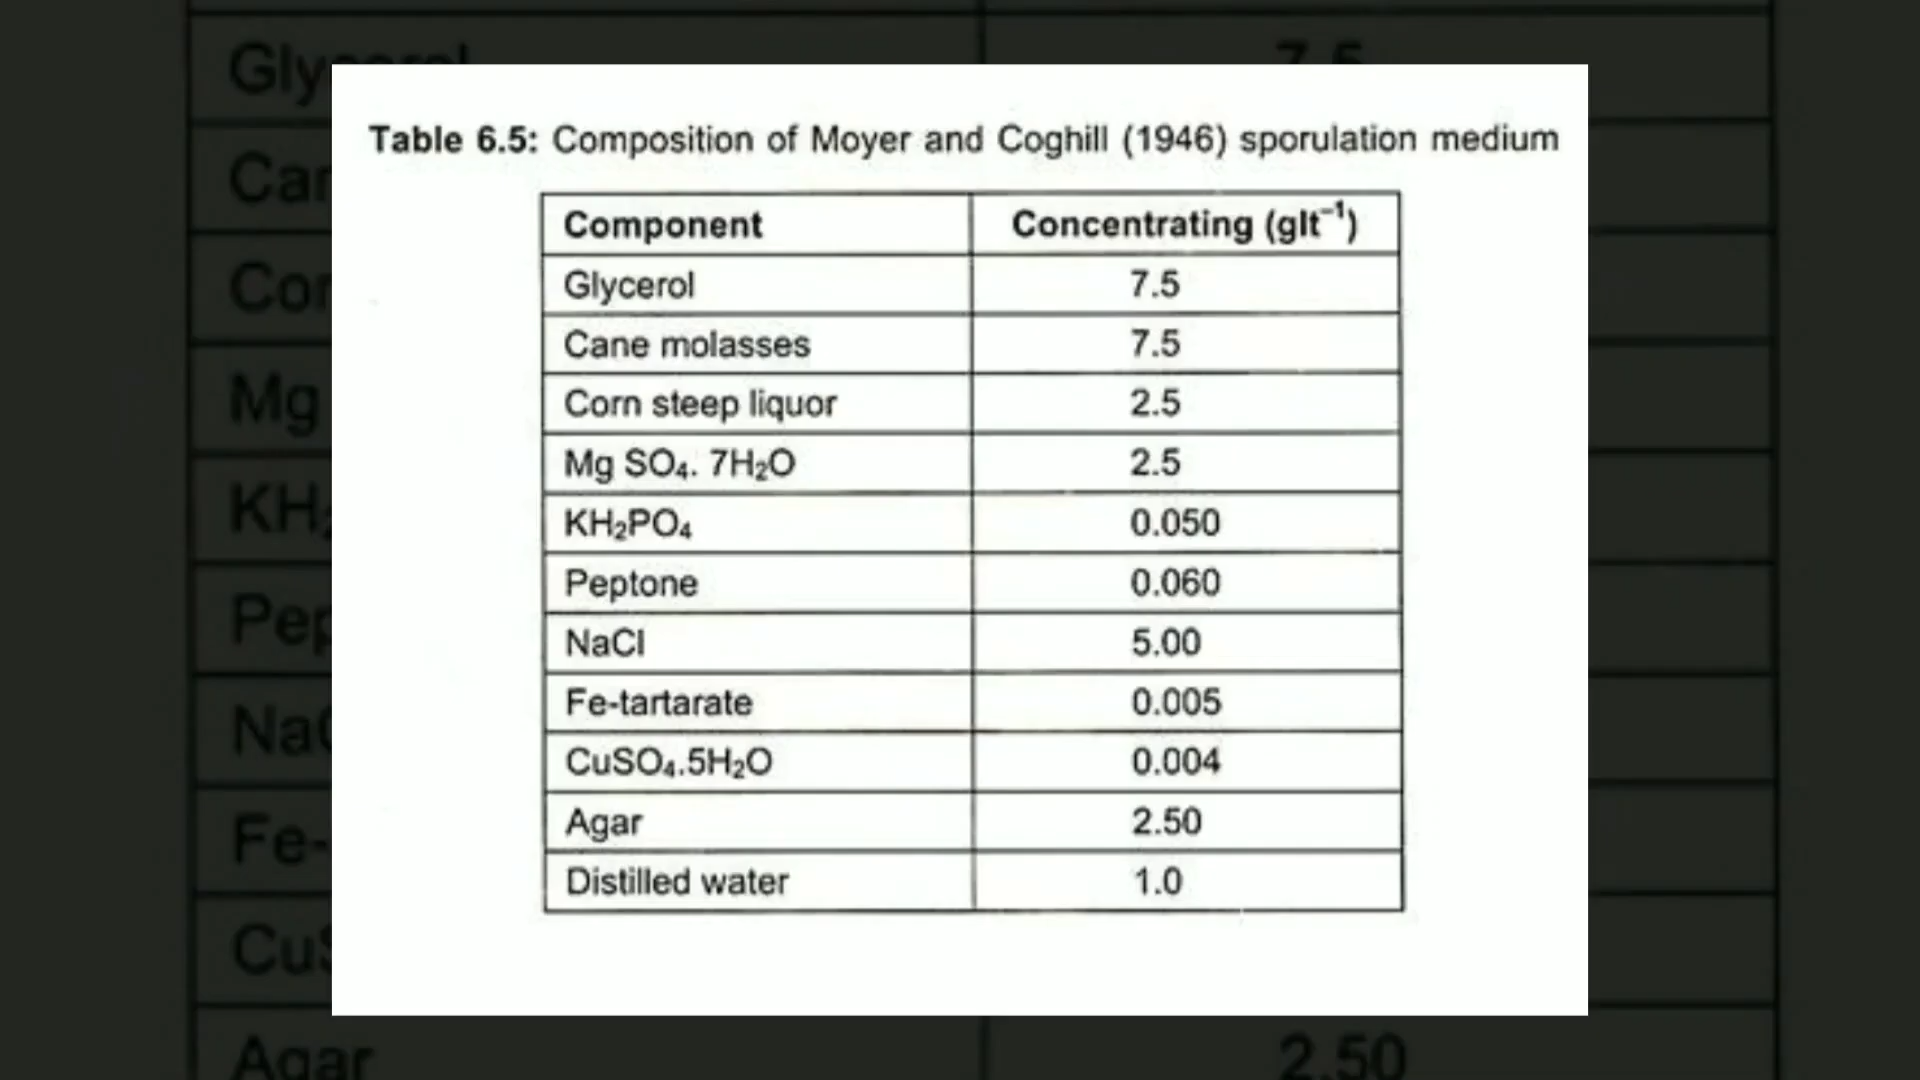 Table 6.5: Composition of Moyer and Coghill (1946) sporulation medium
Component Concentrating (glt⁻¹)
Glycerol 7.5
Cane molasses 7.5
Corn steep liquor 2.5
Mg SO₄. 7H₂O 2.5
KH₂PO₄ 0.050
Peptone 0.060
NaCl 5.00
Fe-tartarate 0.005
CuSO₄.5H₂O 0.004
Agar 2.50
Distilled water 1.0